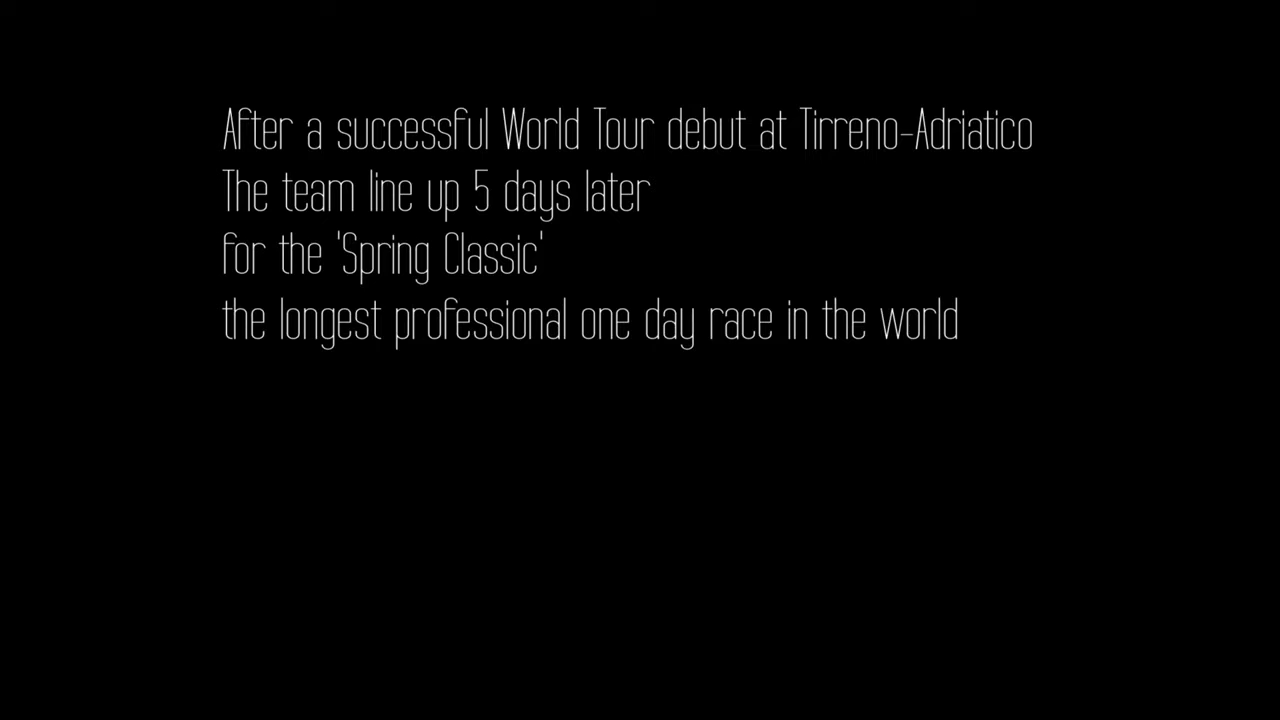 After a successful World Tour debut at Tirreno-Adriatico
The team line up 5 days later
for the 'Spring Classic'
the longest professional one day race in the world